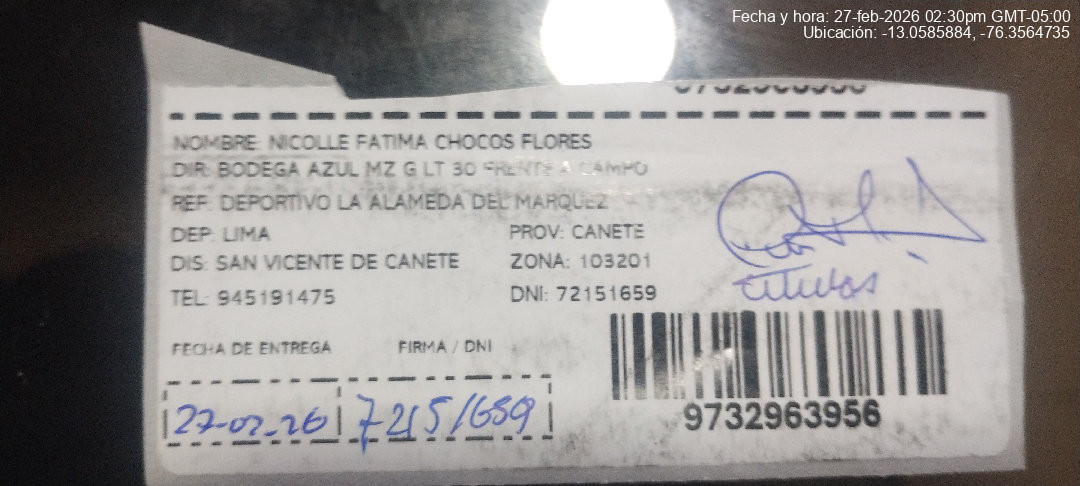 Fecha y hora: 27-feb-2026 02:30pm GMT-05:00
Ubicación: -13.0585884, -76.3564735
NOMBRE: NICOLLE FATIMA CHOCOS FLORES
DIR: BODEGA AZUL MZ G LT 30 FRENTE A CAMPO
REF: DEPORTIVO LA ALAMEDA DEL MARQUEZ
DEP: LIMA PROV: CANETE
DIS: SAN VICENTE DE CANETE ZONA: 103201
TEL: 945191475 DNI: 72151659
titular
FECHA DE ENTREGA FIRMA / DNI
27-02-26 72151659
9732963956